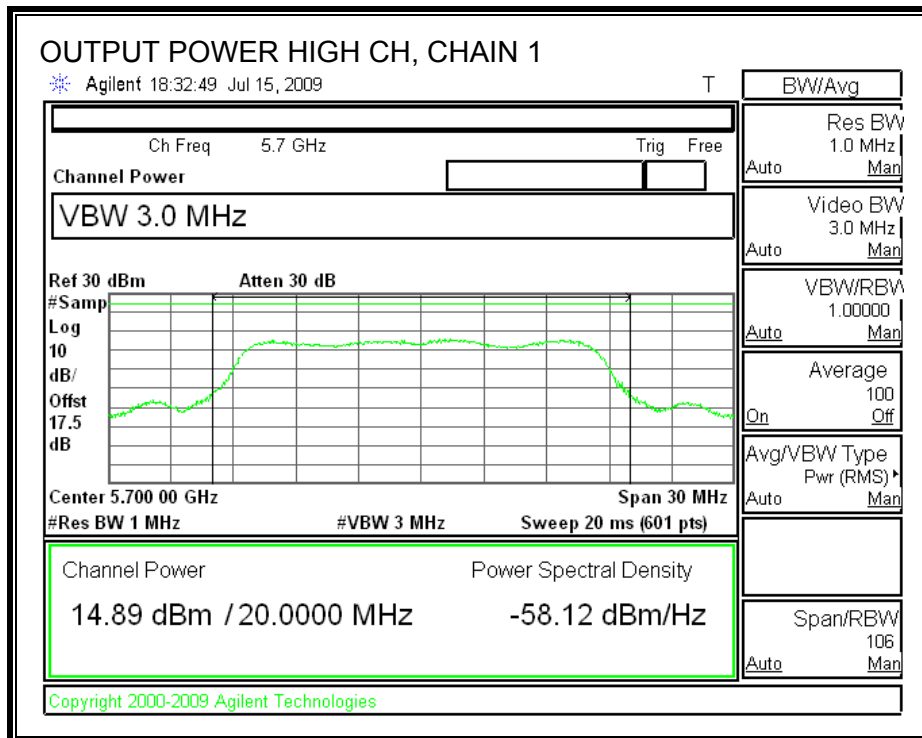 OUTPUT POWER HIGH CH, CHAIN 1
Agilent 18:32:49 Jul 15, 2009 T
Ch Freq 5.7 GHz Trig Free
Channel Power
VBW 3.0 MHz
Ref 30 dBm Atten 30 dB
#Samp
Log
10
dB/
Offst
17.5
dB
Center 5.700 00 GHz Span 30 MHz
#Res BW 1 MHz #VBW 3 MHz Sweep 20 ms (601 pts)
Channel Power Power Spectral Density
14.89 dBm / 20.0000 MHz -58.12 dBm/Hz
Copyright 2000-2009 Agilent Technologies
BW/Avg
Res BW
1.0 MHz
Auto Man
Video BW
3.0 MHz
Auto Man
VBW/RBW
1.00000
Auto Man
Average
100
On Off
Avg/VBW Type
Pwr (RMS)
Auto Man
Span/RBW
106
Auto Man